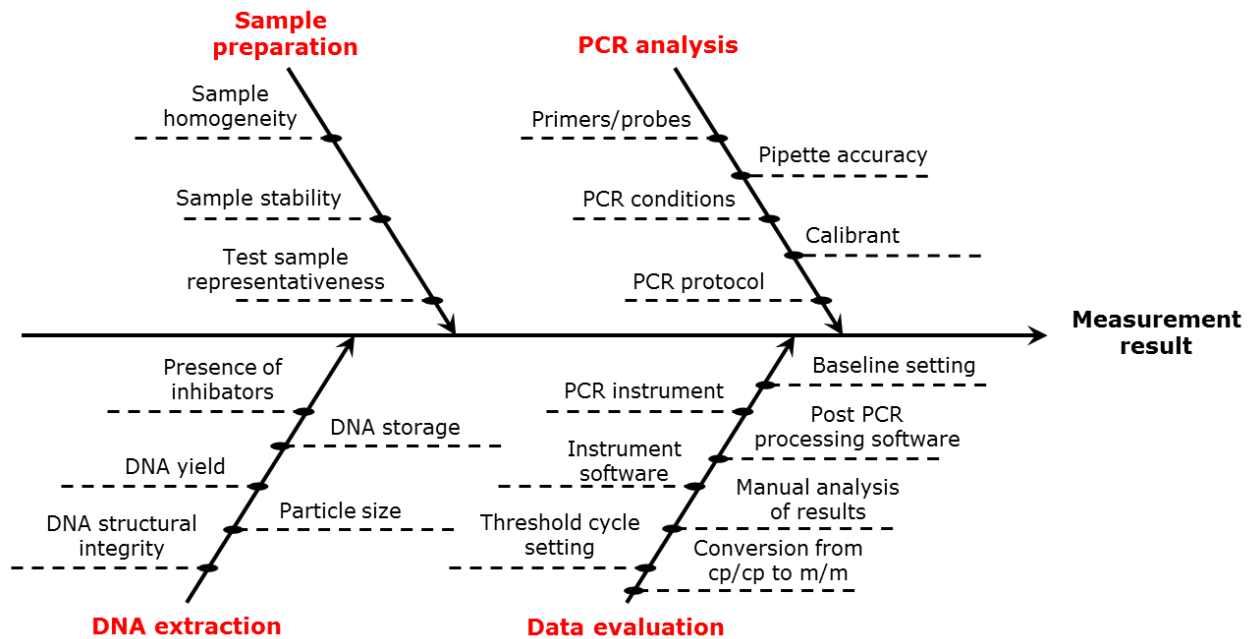 Sample
preparation
PCR analysis
Sample
homogeneity
Primers/probes
Pipette accuracy
Sample stability
PCR conditions
Calibrant
Test sample
representativeness
PCR protocol
Measurement
result
Presence of
inhibators
Baseline setting
PCR instrument
DNA storage
Post PCR
processing software
DNA yield
Instrument
software
Manual analysis
of results
Particle size
DNA structural
integrity
Threshold cycle
setting
Conversion from
cp/cp to m/m
DNA extraction
Data evaluation